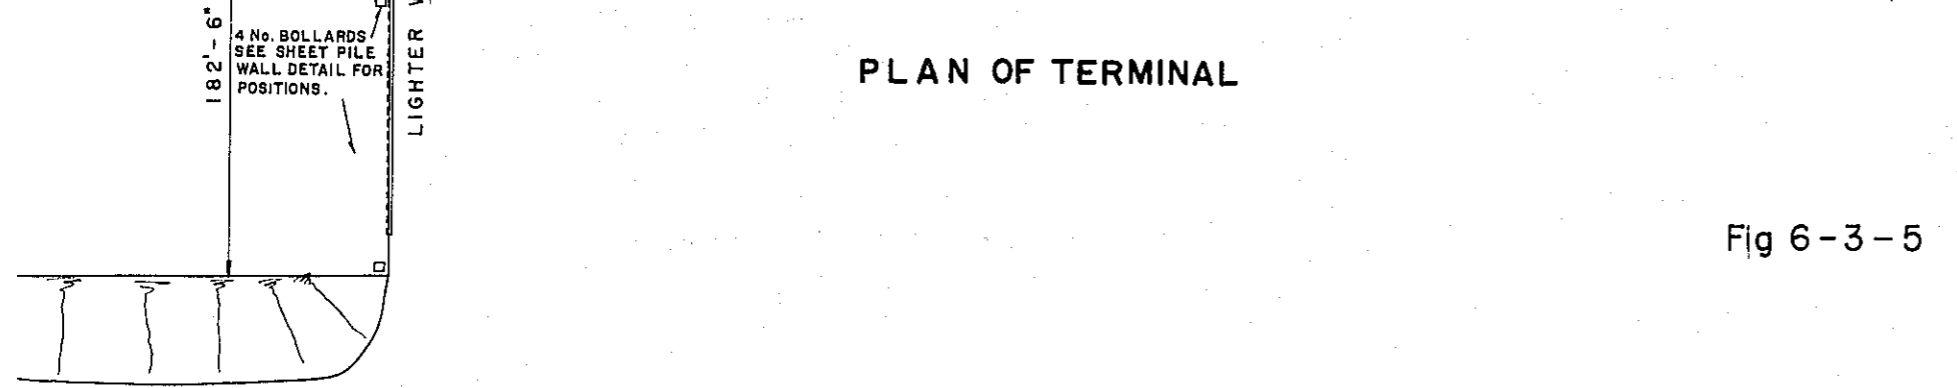 182'-6"
4 No. BOLLARDS
SEE SHEET PILE
WALL DETAIL FOR
POSITIONS.
LIGHTER
PLAN OF TERMINAL
Fig 6-3-5